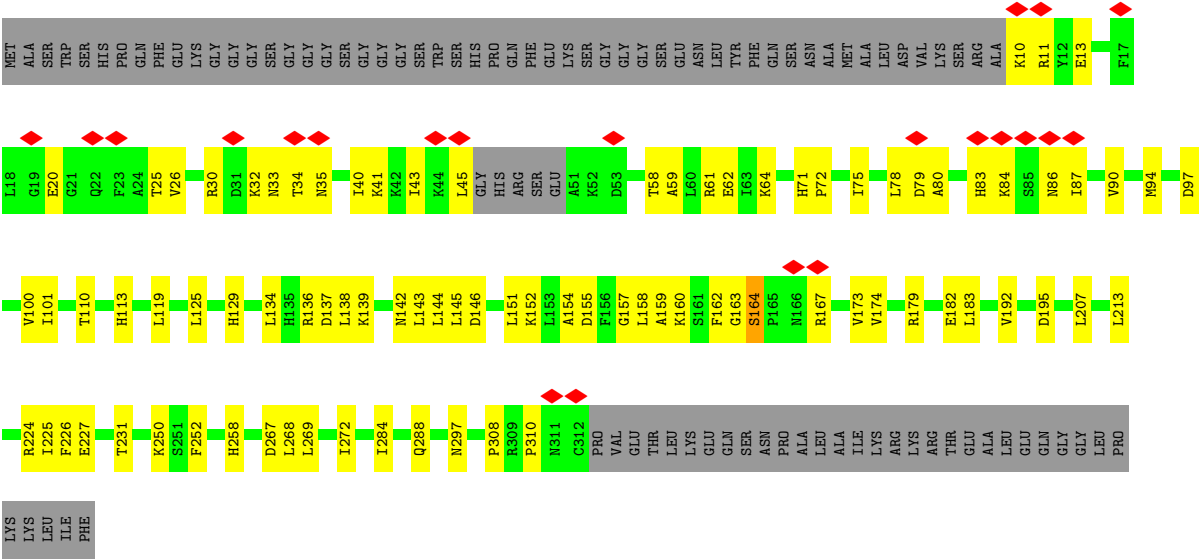 MET ALA SER TRP SER HIS PRO GLN PHE GLU LYS GLY GLY GLY SER GLY GLY GLY GLY SER GLY GLY GLY SER TRP SER HIS PRO GLN PHE GLU LYS SER GLY GLY GLY SER GLU ASN LEU TYR PHE GLN SER ASN ALA MET ALA LEU ASP VAL LYS SER ARG ALA K10 R11 Y12 E13 F17
L18 G19 E20 G21 Q22 F23 A24 T25 V26 R30 D31 K32 N33 T34 N35 I40 K41 K42 I43 K44 L45 GLY HIS ARG SER GLU A51 K52 D53 T58 A59 L60 R61 E62 I63 K64 H71 P72 I75 L78 D79 A80 H83 K84 S85 N86 I87 V90 M94 D97
V100 I101 T110 H113 L119 L125 H129 L134 H135 R136 D137 L138 K139 N142 L143 L144 L145 D146 L151 K152 L153 A154 D155 F156 G157 L158 A159 K160 S161 F162 G163 S164 P165 N166 R167 V173 V174 R179 E182 L183 V192 D195 L207 L213
R224 I225 F226 E227 T231 K250 S251 F252 H258 D267 L268 L269 I272 I284 Q288 N297 P308 R309 P310 N311 C312 PRO VAL GLU THR LEU LYS GLU GLN SER ASN PRO ALA LEU ALA ILE LYS ARG LYS ARG THR GLU ALA LEU GLU GLN GLY GLY LEU PRO
LYS LYS LEU ILE PHE